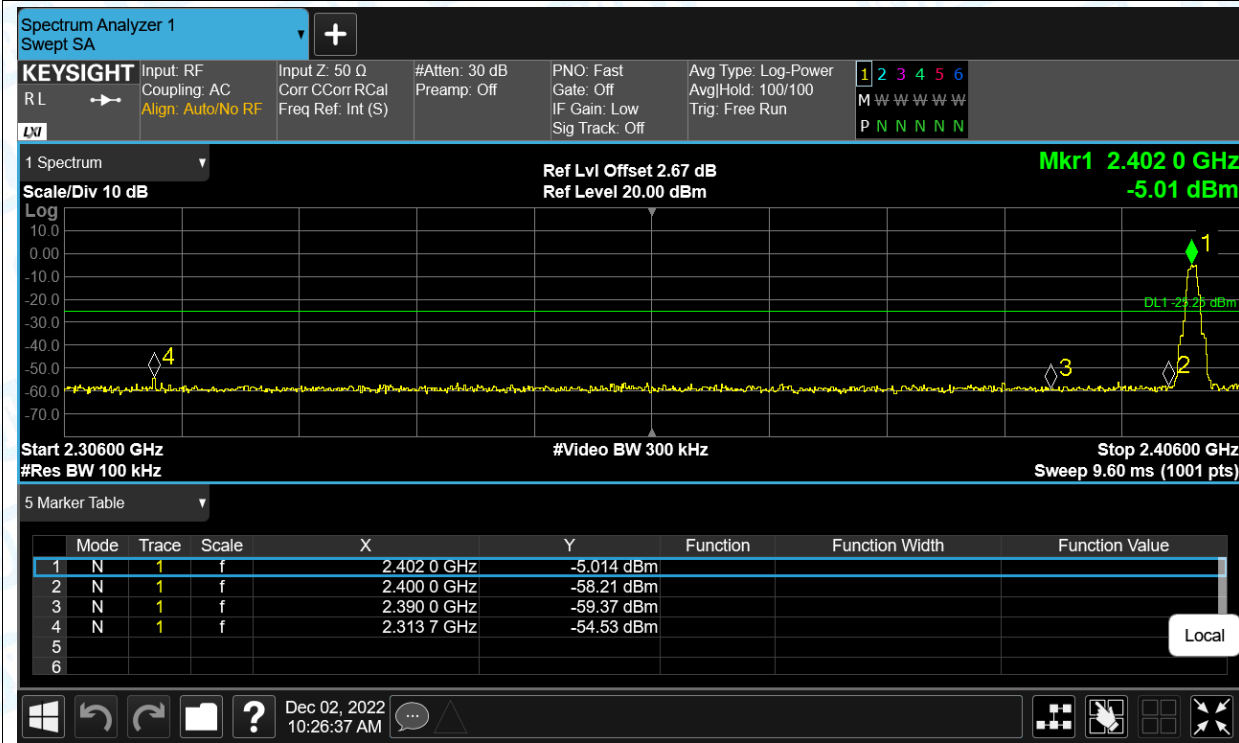 Spectrum Analyzer 1
Swept SA
+
KEYSIGHT
R L
LXI
Input: RF
Coupling: AC
Align: Auto/No RF
Input Z: 50 Ω
Corr CCorr RCal
Freq Ref: Int (S)
#Atten: 30 dB
Preamp: Off
PNO: Fast
Gate: Off
IF Gain: Low
Sig Track: Off
Avg Type: Log-Power
Avg|Hold: 100/100
Trig: Free Run
1 2 3 4 5 6
M W W W W W
P N N N N N
1 Spectrum
Scale/Div 10 dB
Ref Lvl Offset 2.67 dB
Ref Level 20.00 dBm
Mkr1 2.402 0 GHz
-5.01 dBm
Log
10.0
0.00
-10.0
-20.0
-30.0
-40.0
-50.0
-60.0
-70.0
1
DL1 -25.25 dBm
4
3
2
Start 2.30600 GHz
#Res BW 100 kHz
#Video BW 300 kHz
Stop 2.40600 GHz
Sweep 9.60 ms (1001 pts)
5 Marker Table
Mode Trace Scale X Y Function Function Width Function Value
1 N 1 f 2.402 0 GHz -5.014 dBm
2 N 1 f 2.400 0 GHz -58.21 dBm
3 N 1 f 2.390 0 GHz -59.37 dBm
4 N 1 f 2.313 7 GHz -54.53 dBm
5
6
Local
?
Dec 02, 2022
10:26:37 AM